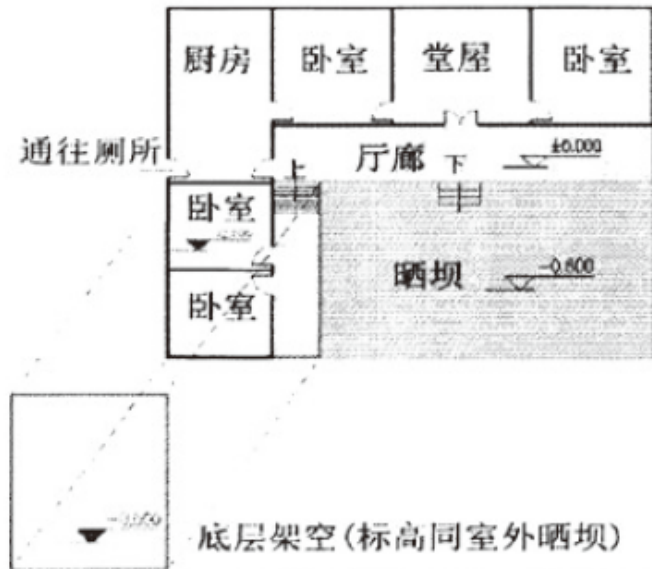 厨房 卧室 堂屋 卧室
通往厕所 厅廊 ±0.000
上 下
卧室
晒坝 -0.600
卧室
底层架空(标高同室外晒坝)